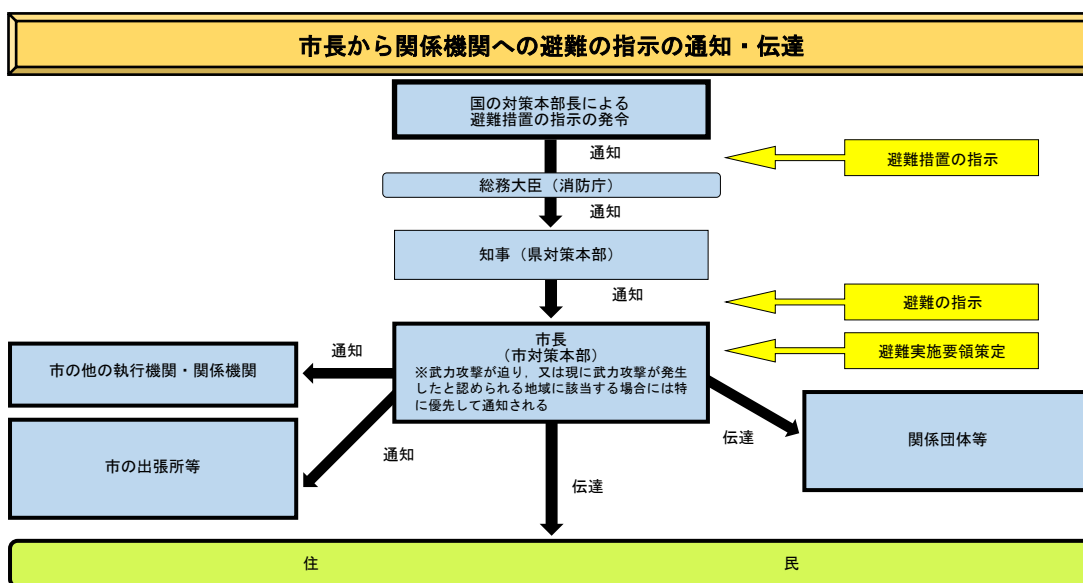 市長から関係機関への避難の指示の通知・伝達
国の対策本部長による
避難措置の指示の発令
通知
避難措置の指示
総務大臣（消防庁）
通知
知事（県対策本部）
通知
避難の指示
市長
（市対策本部）
※武力攻撃が迫り，又は現に武力攻撃が発生
したと認められる地域に該当する場合には特
に優先して通知される
避難実施要領策定
通知
市の他の執行機関・関係機関
通知
市の出張所等
伝達
関係団体等
伝達
住　民